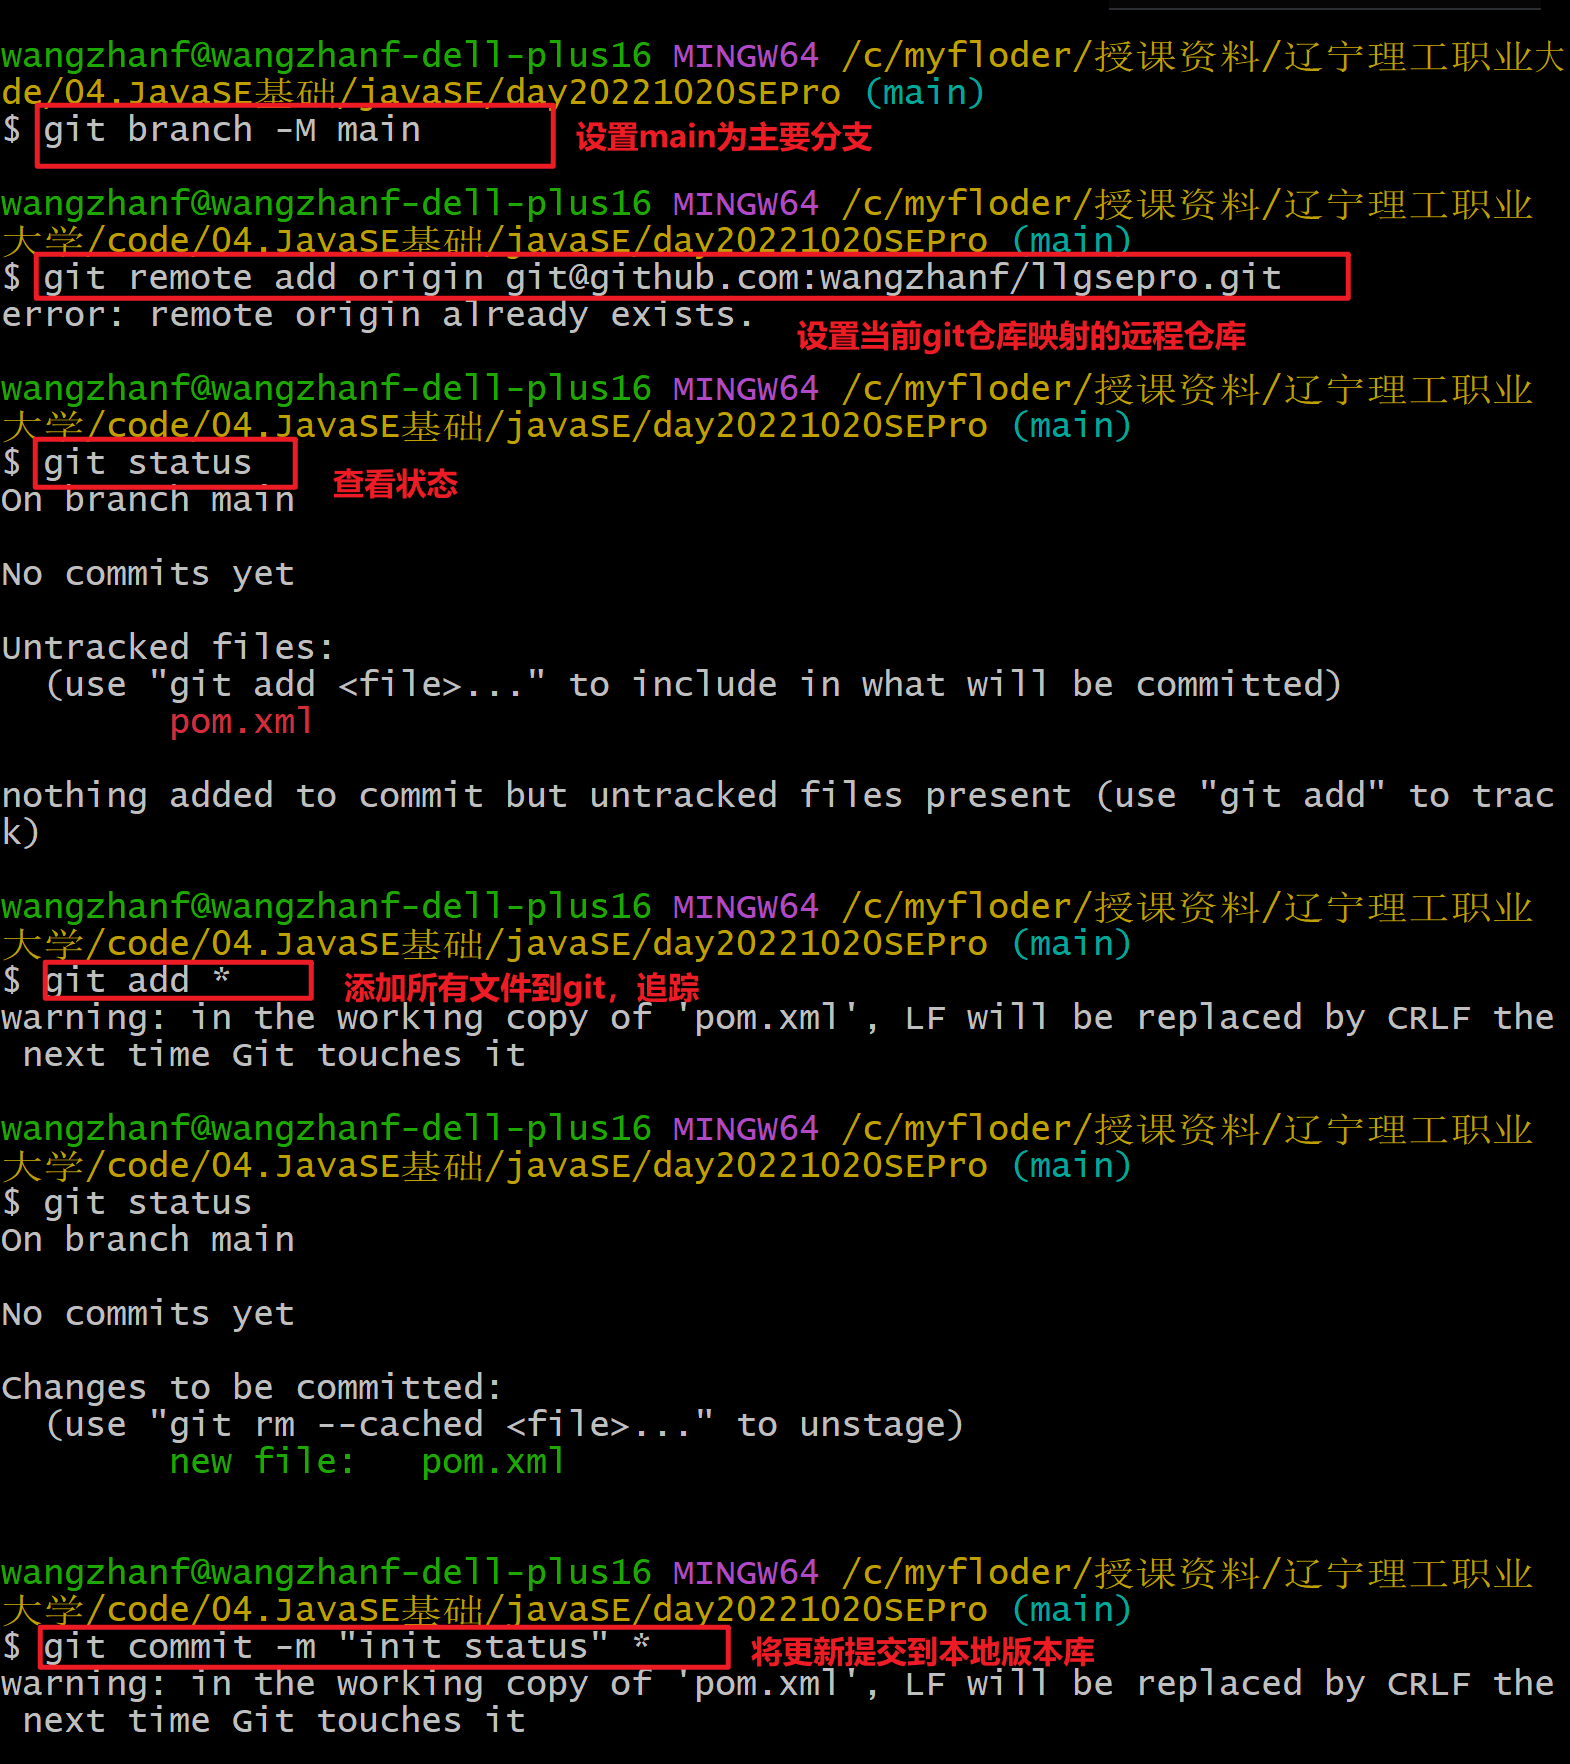 wangzhanf@wangzhanf-dell-plus16 MINGW64 /c/myfloder/授课资料/辽宁理工职业大
de/04.JavaSE基础/javaSE/day20221020SEPro (main)
$ git branch -M main 设置main为主要分支
wangzhanf@wangzhanf-dell-plus16 MINGW64 /c/myfloder/授课资料/辽宁理工职业
大学/code/04.JavaSE基础/javaSE/day20221020SEPro (main)
$ git remote add origin git@github.com:wangzhanf/llgsepro.git
error: remote origin already exists. 设置当前git仓库映射的远程仓库
wangzhanf@wangzhanf-dell-plus16 MINGW64 /c/myfloder/授课资料/辽宁理工职业
大学/code/04.JavaSE基础/javaSE/day20221020SEPro (main)
$ git status 查看状态
On branch main
No commits yet
Untracked files:
  (use "git add <file>..." to include in what will be committed)
        pom.xml
nothing added to commit but untracked files present (use "git add" to trac
k)
wangzhanf@wangzhanf-dell-plus16 MINGW64 /c/myfloder/授课资料/辽宁理工职业
大学/code/04.JavaSE基础/javaSE/day20221020SEPro (main)
$ git add * 添加所有文件到git，追踪
warning: in the working copy of 'pom.xml', LF will be replaced by CRLF the
 next time Git touches it
wangzhanf@wangzhanf-dell-plus16 MINGW64 /c/myfloder/授课资料/辽宁理工职业
大学/code/04.JavaSE基础/javaSE/day20221020SEPro (main)
$ git status
On branch main
No commits yet
Changes to be committed:
  (use "git rm --cached <file>..." to unstage)
        new file:   pom.xml
wangzhanf@wangzhanf-dell-plus16 MINGW64 /c/myfloder/授课资料/辽宁理工职业
大学/code/04.JavaSE基础/javaSE/day20221020SEPro (main)
$ git commit -m "init status" * 将更新提交到本地版本库
warning: in the working copy of 'pom.xml', LF will be replaced by CRLF the
 next time Git touches it